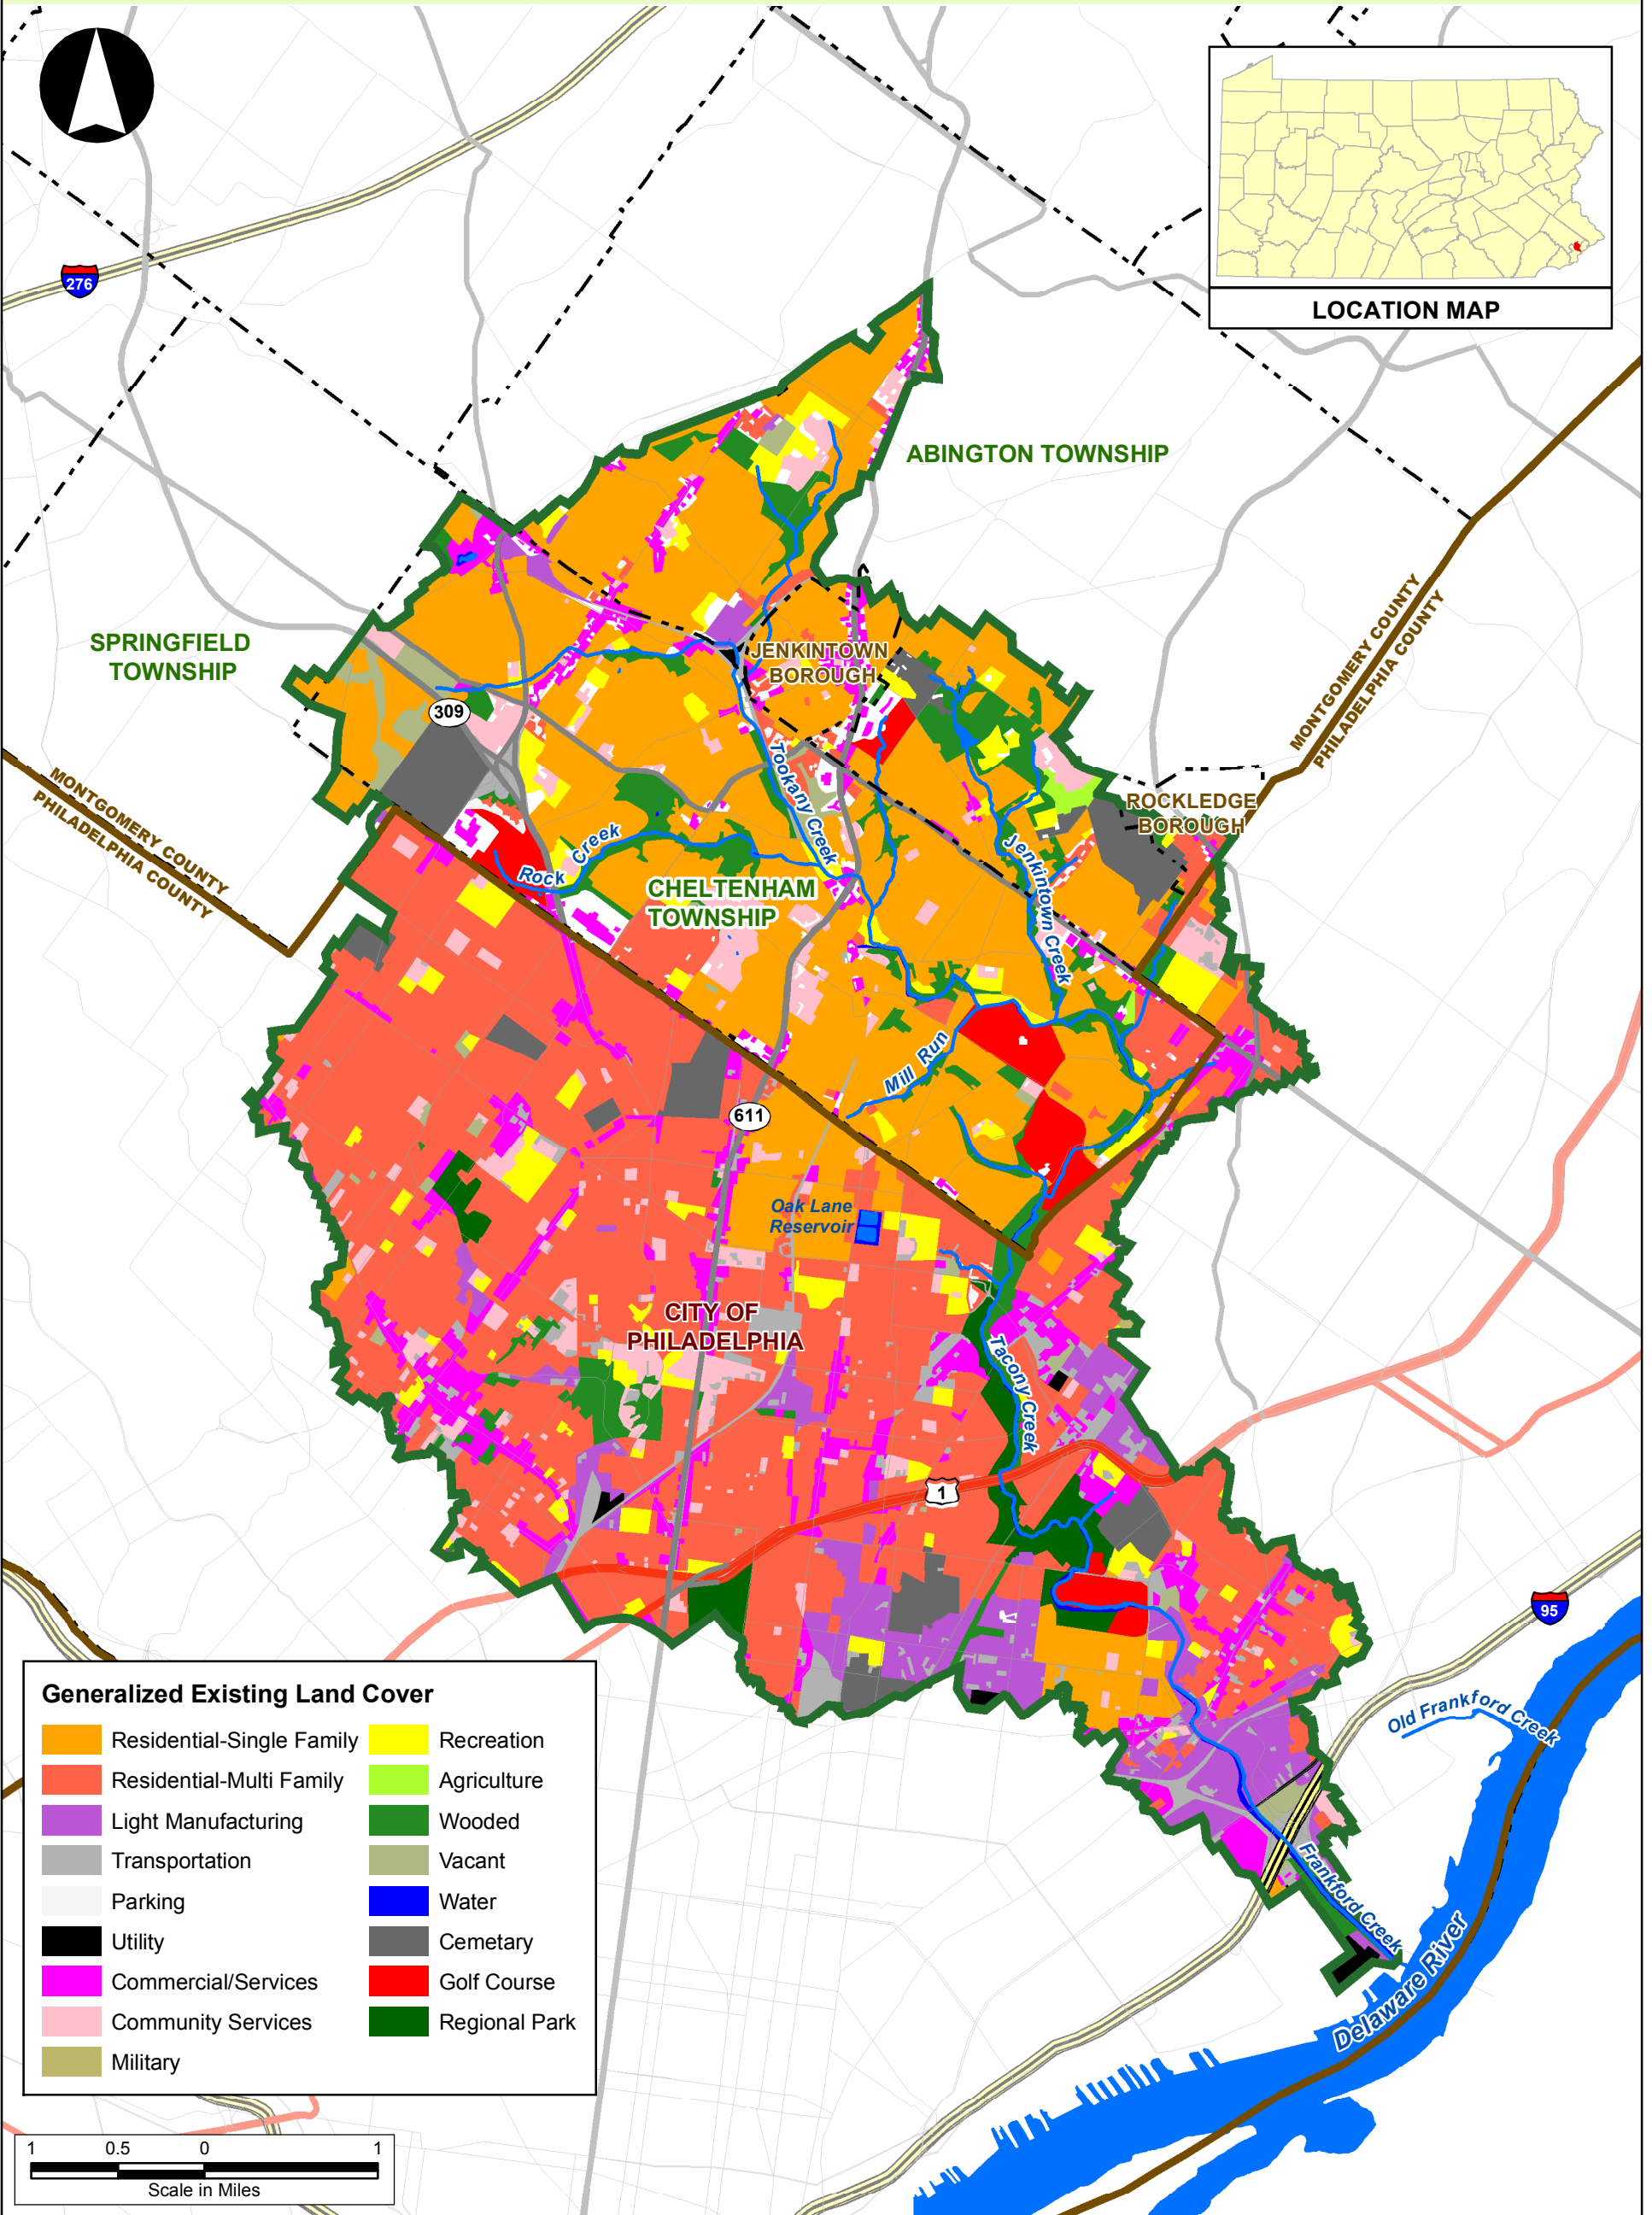 LOCATION MAP
276
ABINGTON TOWNSHIP
SPRINGFIELD
TOWNSHIP
JENKINTOWN
BOROUGH
309
MONTGOMERY COUNTY
PHILADELPHIA COUNTY
MONTGOMERY COUNTY
PHILADELPHIA COUNTY
ROCKLEDGE
BOROUGH
Tookany Creek
Rock Creek
Jenkintown Creek
CHELTENHAM
TOWNSHIP
Mill Run
611
Oak Lane
Reservoir
CITY OF
PHILADELPHIA
Tacony Creek
1
95
Old Frankford Creek
Frankford Creek
Delaware River
Generalized Existing Land Cover
Residential-Single Family
Residential-Multi Family
Light Manufacturing
Transportation
Parking
Utility
Commercial/Services
Community Services
Military
Recreation
Agriculture
Wooded
Vacant
Water
Cemetary
Golf Course
Regional Park
1 0.5 0 1
Scale in Miles